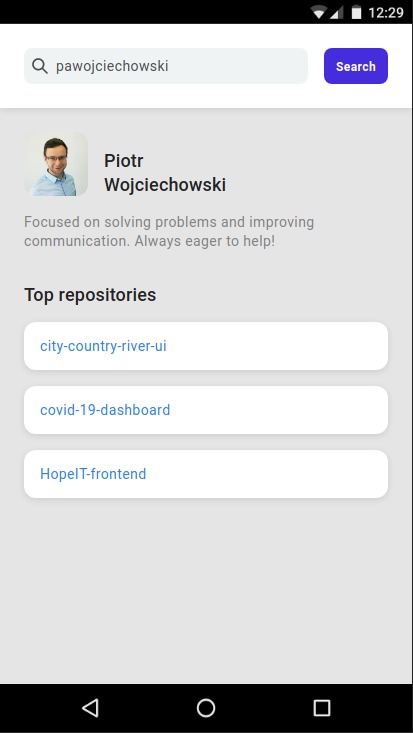 12:29
pawojciechowski
Search
Piotr
Wojciechowski
Focused on solving problems and improving
communication. Always eager to help!
Top repositories
city-country-river-ui
covid-19-dashboard
HopeIT-frontend